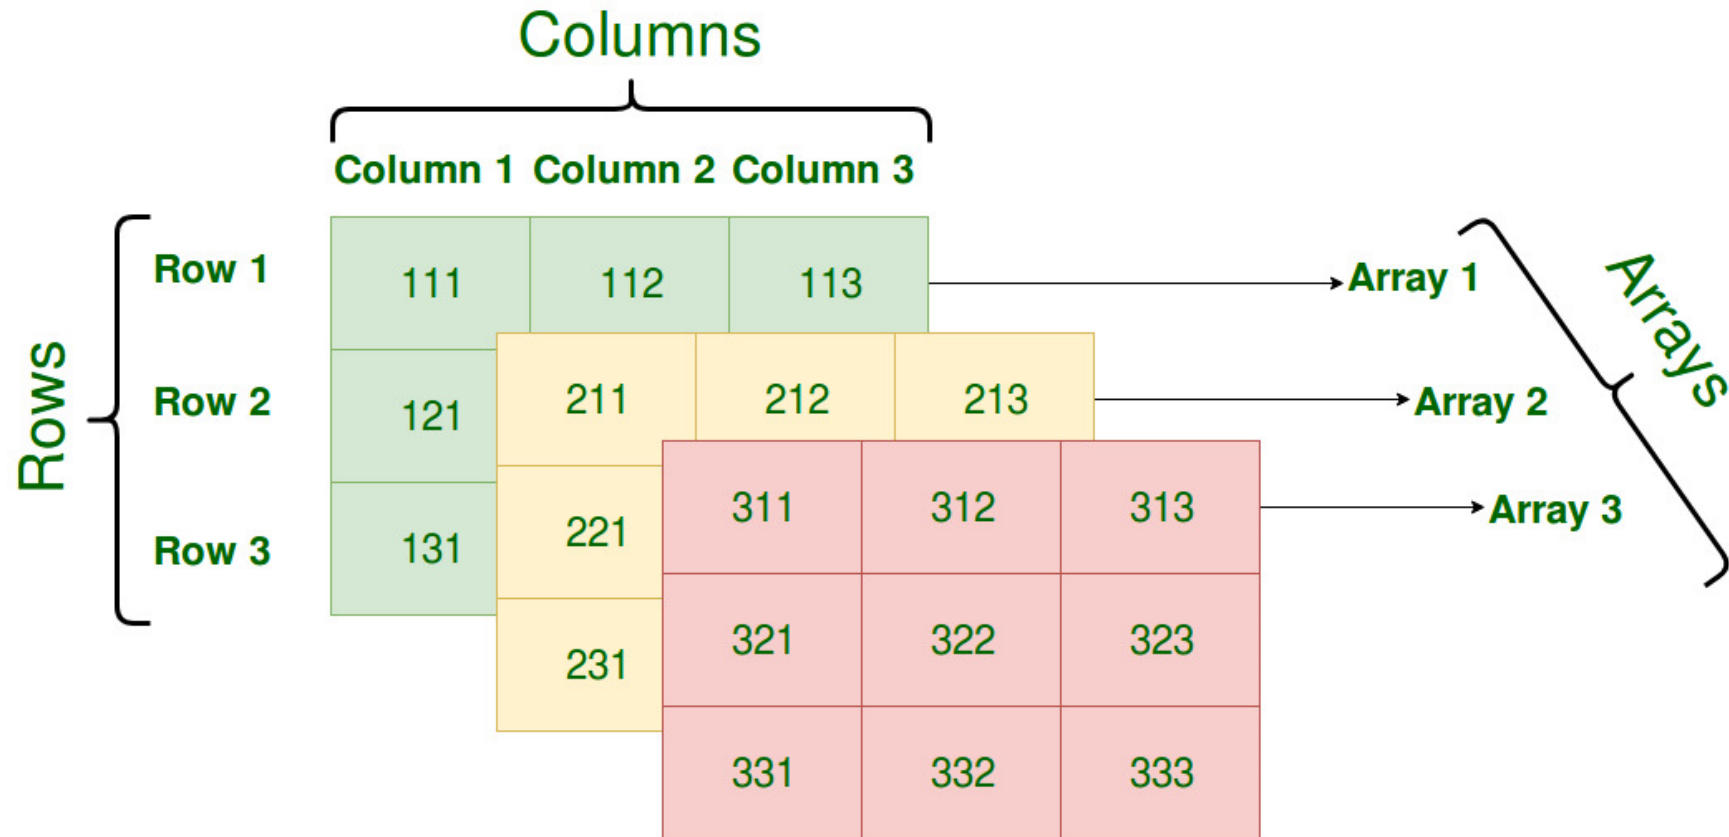 Columns
Column 1 Column 2 Column 3
Rows
Row 1 111 112 113 Array 1
Arrays
Row 2 121 211 212 213 Array 2
Row 3 131 221 311 312 313 Array 3
231 321 322 323
331 332 333